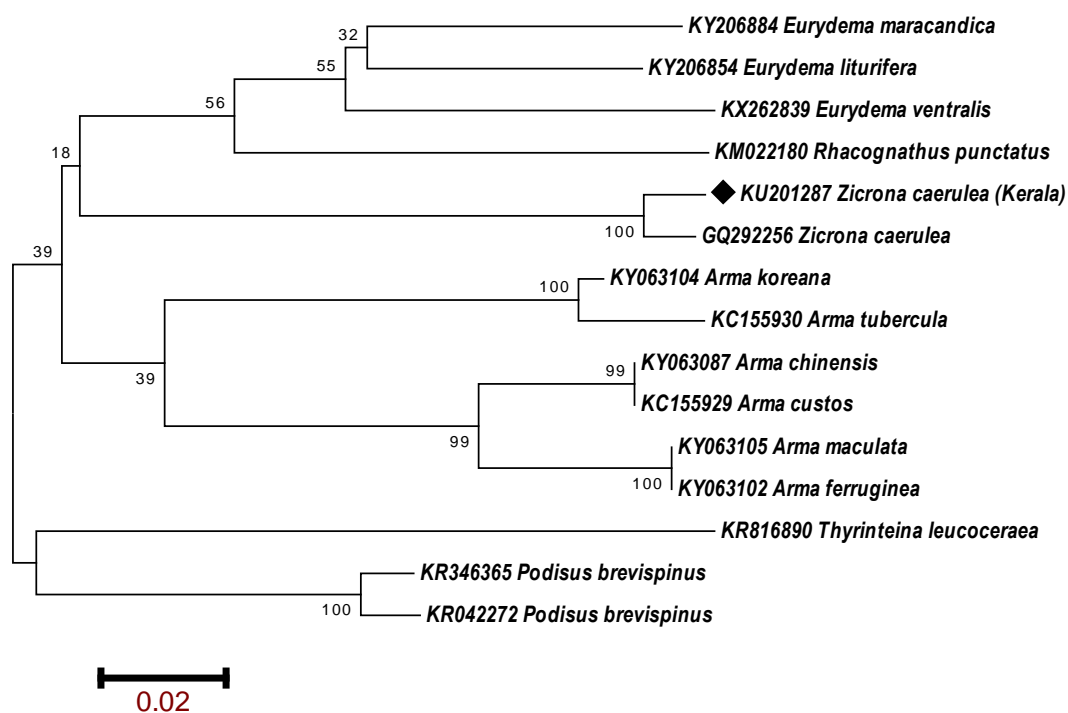 KY206884 Eurydema maracandica
32
KY206854 Eurydema liturifera
55
56
KX262839 Eurydema ventralis
18
KM022180 Rhacognathus punctatus
KU201287 Zicrona caerulea (Kerala)
100
GQ292256 Zicrona caerulea
39
KY063104 Arma koreana
100
KC155930 Arma tubercula
KY063087 Arma chinensis
99
39
KC155929 Arma custos
99
KY063105 Arma maculata
100
KY063102 Arma ferruginea
KR816890 Thyrinteina leucoceraea
KR346365 Podisus brevispinus
100
KR042272 Podisus brevispinus
0.02